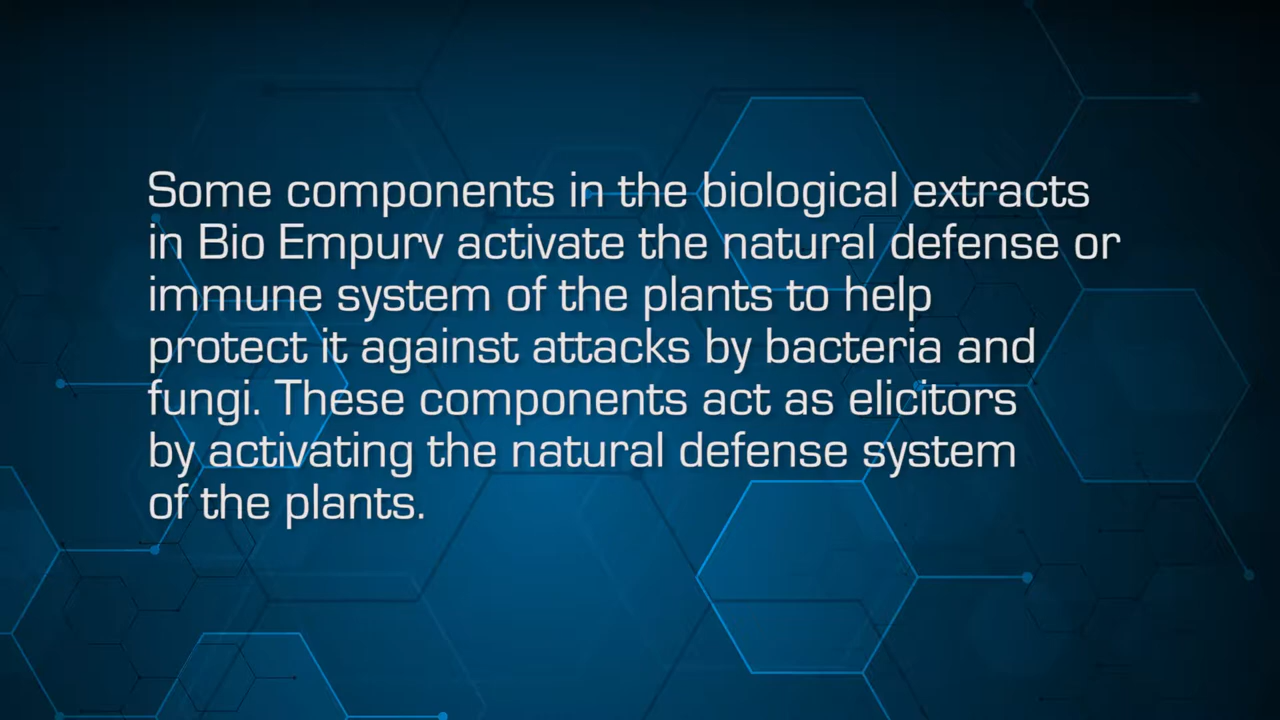 Some components in the biological extracts
in Bio Empurv activate the natural defense or
immune system of the plants to help
protect it against attacks by bacteria and
fungi. These components act as elicitors
by activating the natural defense system
of the plants.